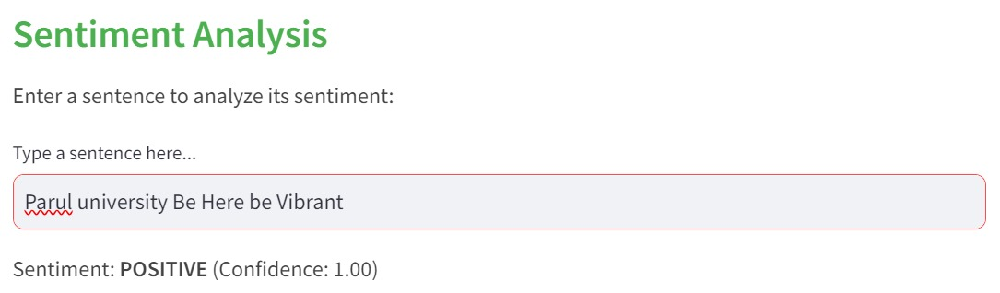 Sentiment Analysis
Enter a sentence to analyze its sentiment:
Type a sentence here...
Parul university Be Here be Vibrant
Sentiment: POSITIVE (Confidence: 1.00)